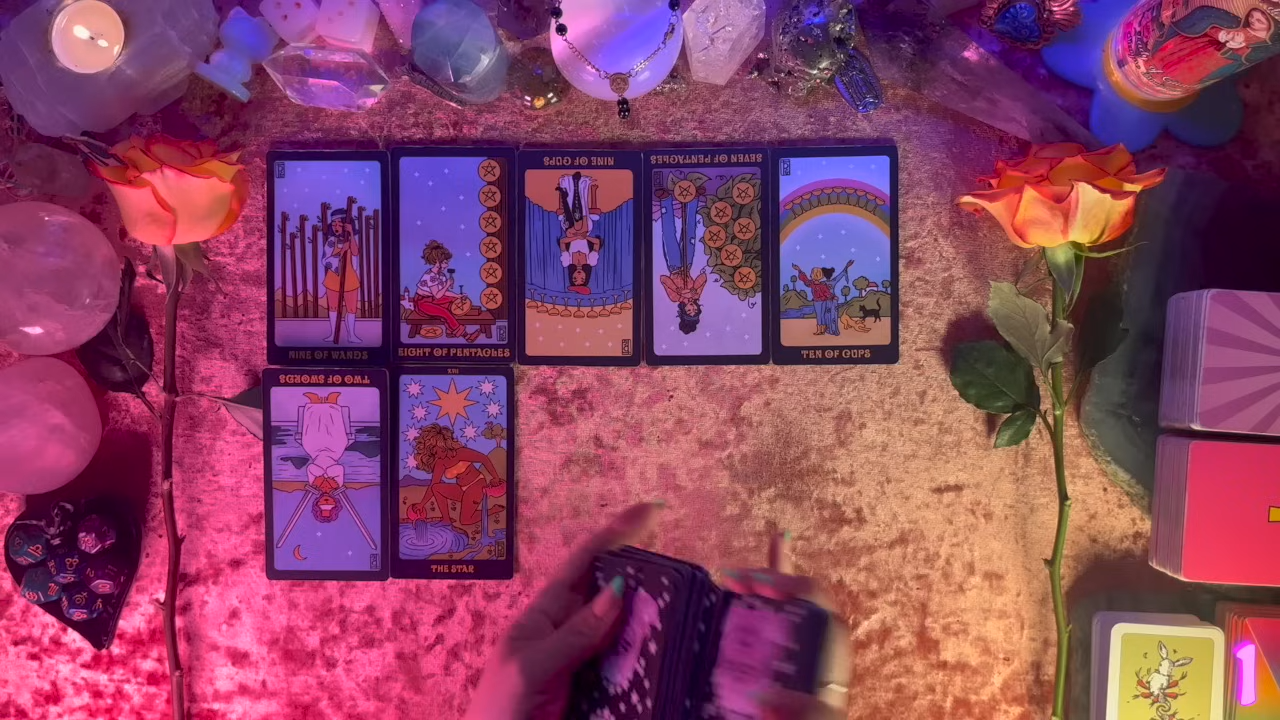 NINE OF CUPS
SEVEN OF PENTACLES
NINE OF WANDS
EIGHT OF PENTACLES
TEN OF CUPS
TWO OF SWORDS
XVII
THE STAR
1